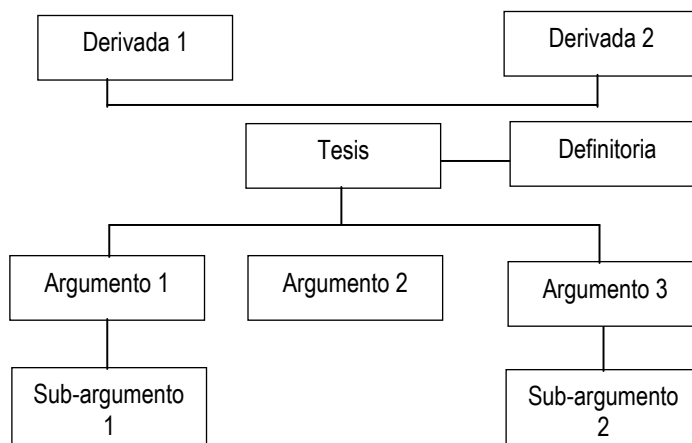 Derivada 1
Derivada 2
Tesis
Definitoria
Argumento 1
Argumento 2
Argumento 3
Sub-argumento
1
Sub-argumento
2